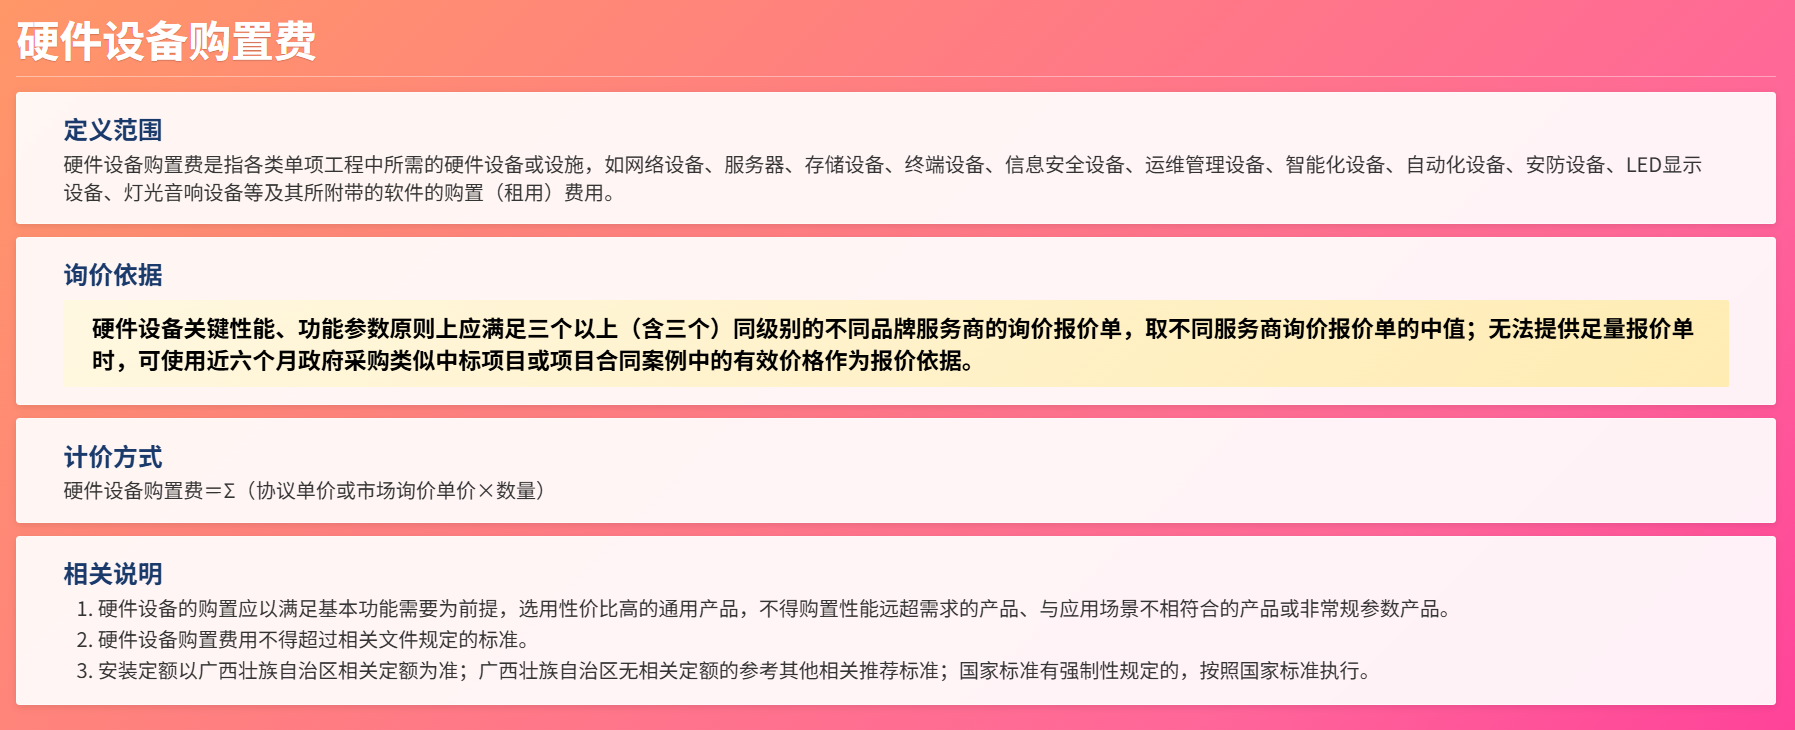 硬件设备购置费
定义范围
硬件设备购置费是指各类单项工程中所需的硬件设备或设施，如网络设备、服务器、存储设备、终端设备、信息安全设备、运维管理设备、智能化设备、自动化设备、安防设备、LED显示
设备、灯光音响设备等及其所附带的软件的购置（租用）费用。
询价依据
硬件设备关键性能、功能参数原则上应满足三个以上（含三个）同级别的不同品牌服务商的询价报价单，取不同服务商询价报价单的中值；无法提供足量报价单
时，可使用近六个月政府采购类似中标项目或项目合同案例中的有效价格作为报价依据。
计价方式
硬件设备购置费＝Σ（协议单价或市场询价单价×数量）
相关说明
1. 硬件设备的购置应以满足基本功能需要为前提，选用性价比高的通用产品，不得购置性能远超需求的产品、与应用场景不相符合的产品或非常规参数产品。
2. 硬件设备购置费用不得超过相关文件规定的标准。
3. 安装定额以广西壮族自治区相关定额为准；广西壮族自治区无相关定额的参考其他相关推荐标准；国家标准有强制性规定的，按照国家标准执行。